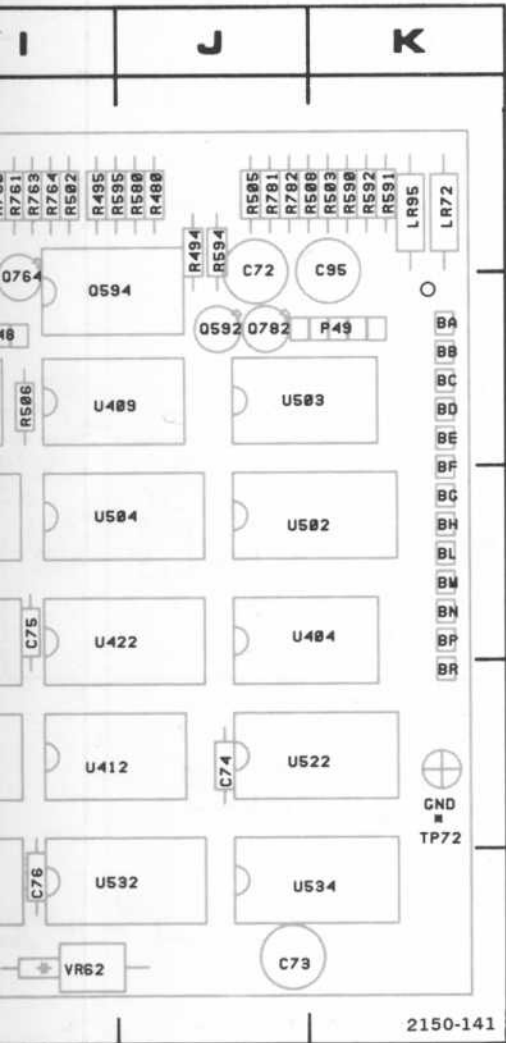 I J K
R761 R763 R764 R502 R495 R595 R580 R480 R505 R781 R782 R508 R503 R590 R592 R591 LR95 LR72
R494 R594
Q764 Q594 C72 C95
Q592 Q782 P49 BA
BB
BC
R506 U409 U503 BD
BE
BF
BG
U504 U502 BH
BL
BM
BN
C75 U422 U404 BP
BR
U412 C74 U522
GND
TP72
C76 U532 U534
VR62 C73
2150-141